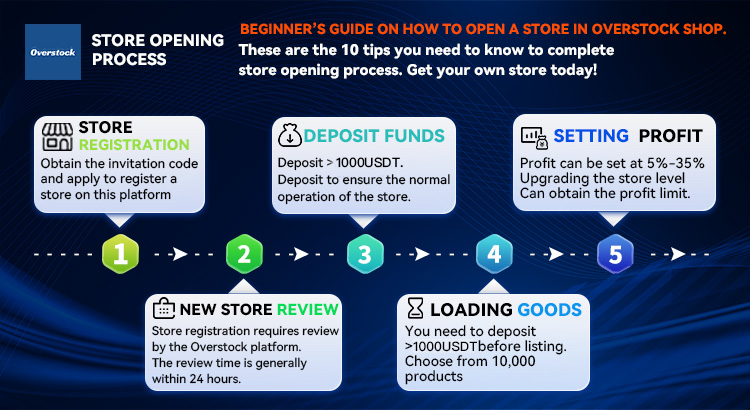 Overstock
STORE OPENING
PROCESS
BEGINNER'S GUIDE ON HOW TO OPEN A STORE IN OVERSTOCK SHOP.
These are the 10 tips you need to know to complete
store opening process. Get your own store today!
STORE
REGISTRATION
Obtain the invitation code
and apply to register a
store on this platform
DEPOSIT FUNDS
Deposit > 1000USDT.
Deposit to ensure the normal
operation of the store.
SETTING PROFIT
Profit can be set at 5%-35%
Upgrading the store level
Can obtain the profit limit.
1
2
3
4
5
NEW STORE REVIEW
Store registration requires review
by the Overstock platform.
The review time is generally
within 24 hours.
LOADING GOODS
You need to deposit
>1000USDTbefore listing.
Choose from 10,000
products